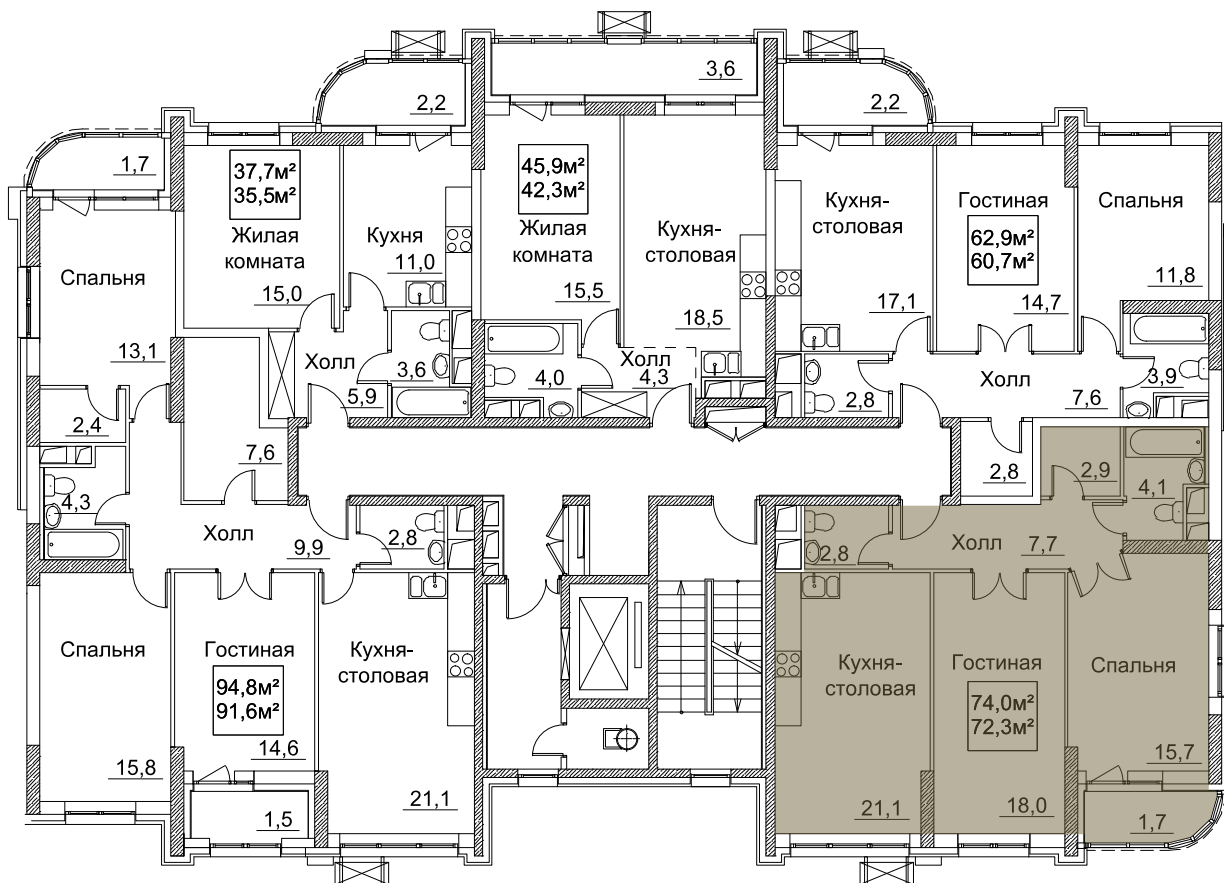 3,6
2,2
2,2
1,7
37,7м²
35,5м²
Жилая
комната
15,0
Кухня
11,0
45,9м²
42,3м²
Жилая
комната
15,5
Кухня-
столовая
18,5
Кухня-
столовая
17,1
Гостиная
62,9м²
60,7м²
14,7
Спальня
11,8
Спальня
13,1
Холл
5,9
3,6
4,0
Холл
4,3
2,8
Холл
7,6
3,9
2,4
4,3
7,6
Холл
9,9
2,8
2,8
2,9
4,1
2,8
Холл
7,7
Спальня
15,8
Гостиная
94,8м²
91,6м²
14,6
Кухня-
столовая
21,1
1,5
Кухня-
столовая
21,1
Гостиная
74,0м²
72,3м²
18,0
Спальня
15,7
1,7